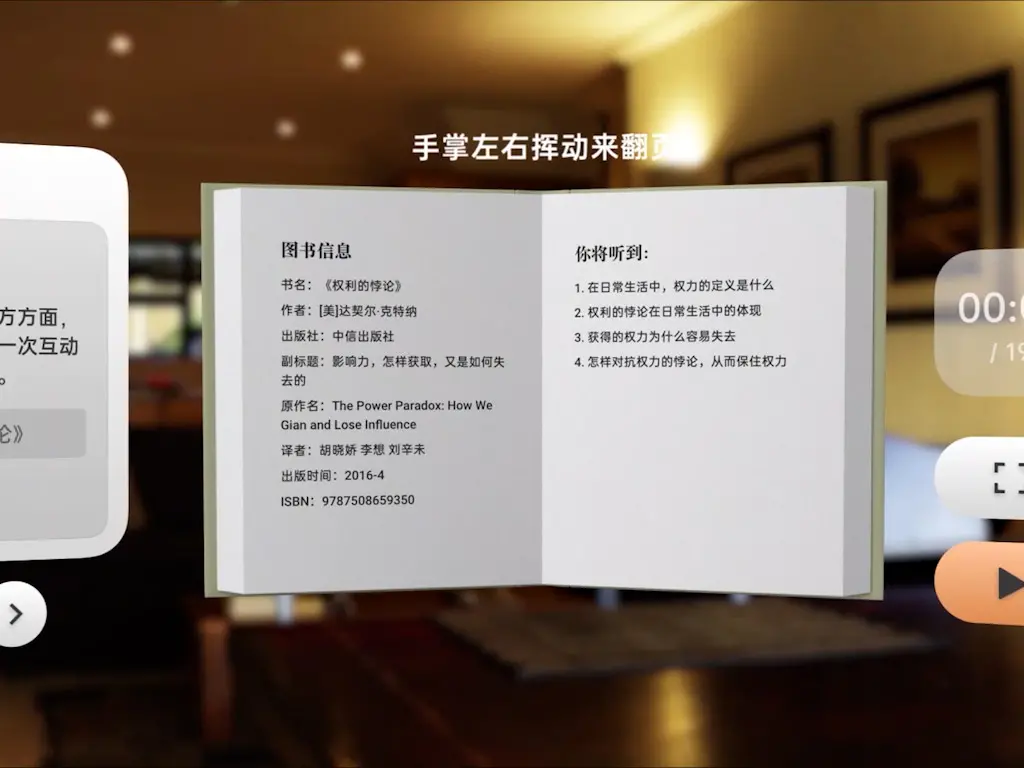 手掌左右挥动来翻页
方方面，
一次互动
。
论》
图书信息
书名：《权利的悖论》
作者：[美]达契尔·克特纳
出版社：中信出版社
副标题：影响力，怎样获取，又是如何失
去的
原作名：The Power Paradox: How We
Gian and Lose Influence
译者：胡晓娇 李想 刘辛未
出版时间：2016-4
ISBN：9787508659350
你将听到:
1. 在日常生活中，权力的定义是什么
2. 权利的悖论在日常生活中的体现
3. 获得的权力为什么容易失去
4. 怎样对抗权力的悖论，从而保住权力
00:
/ 19